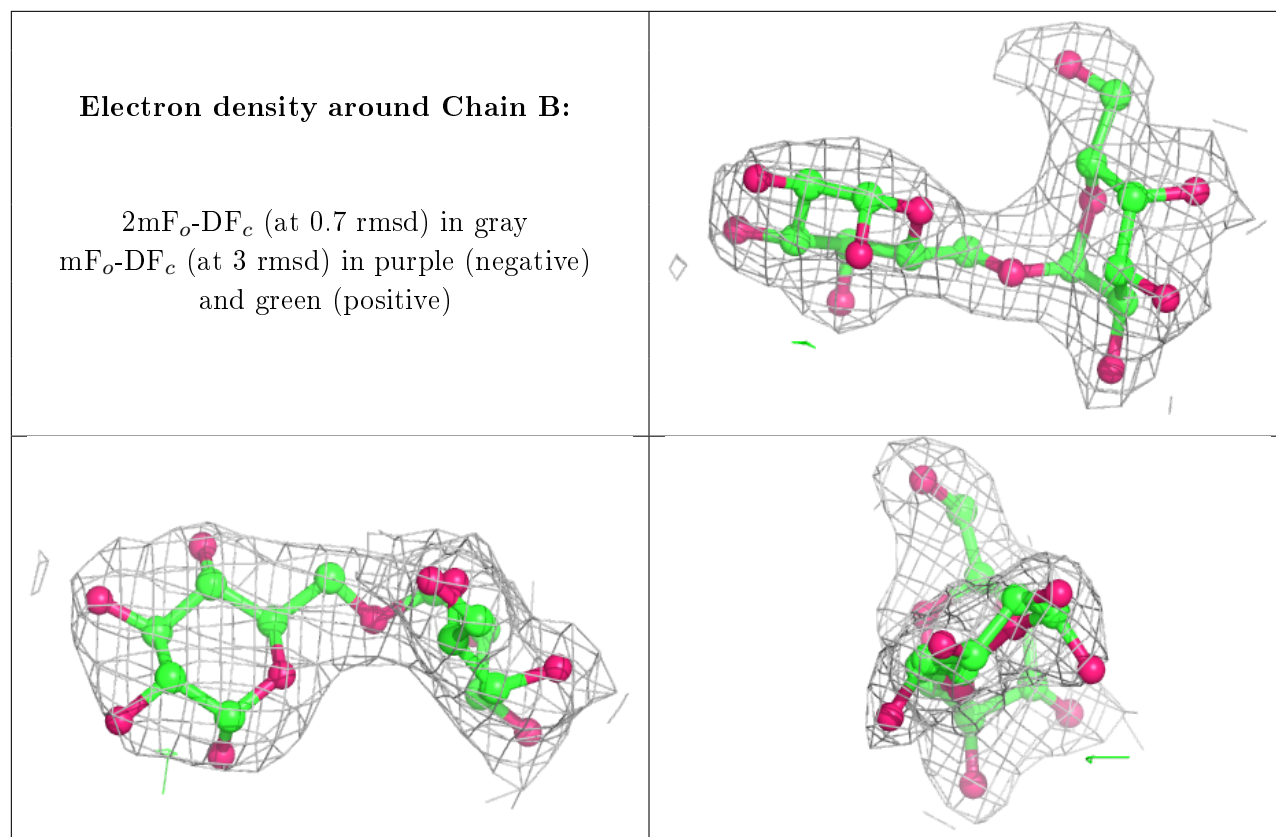 Electron density around Chain B:
2mFₒ-DF𝒸 (at 0.7 rmsd) in gray
mFₒ-DF𝒸 (at 3 rmsd) in purple (negative)
and green (positive)